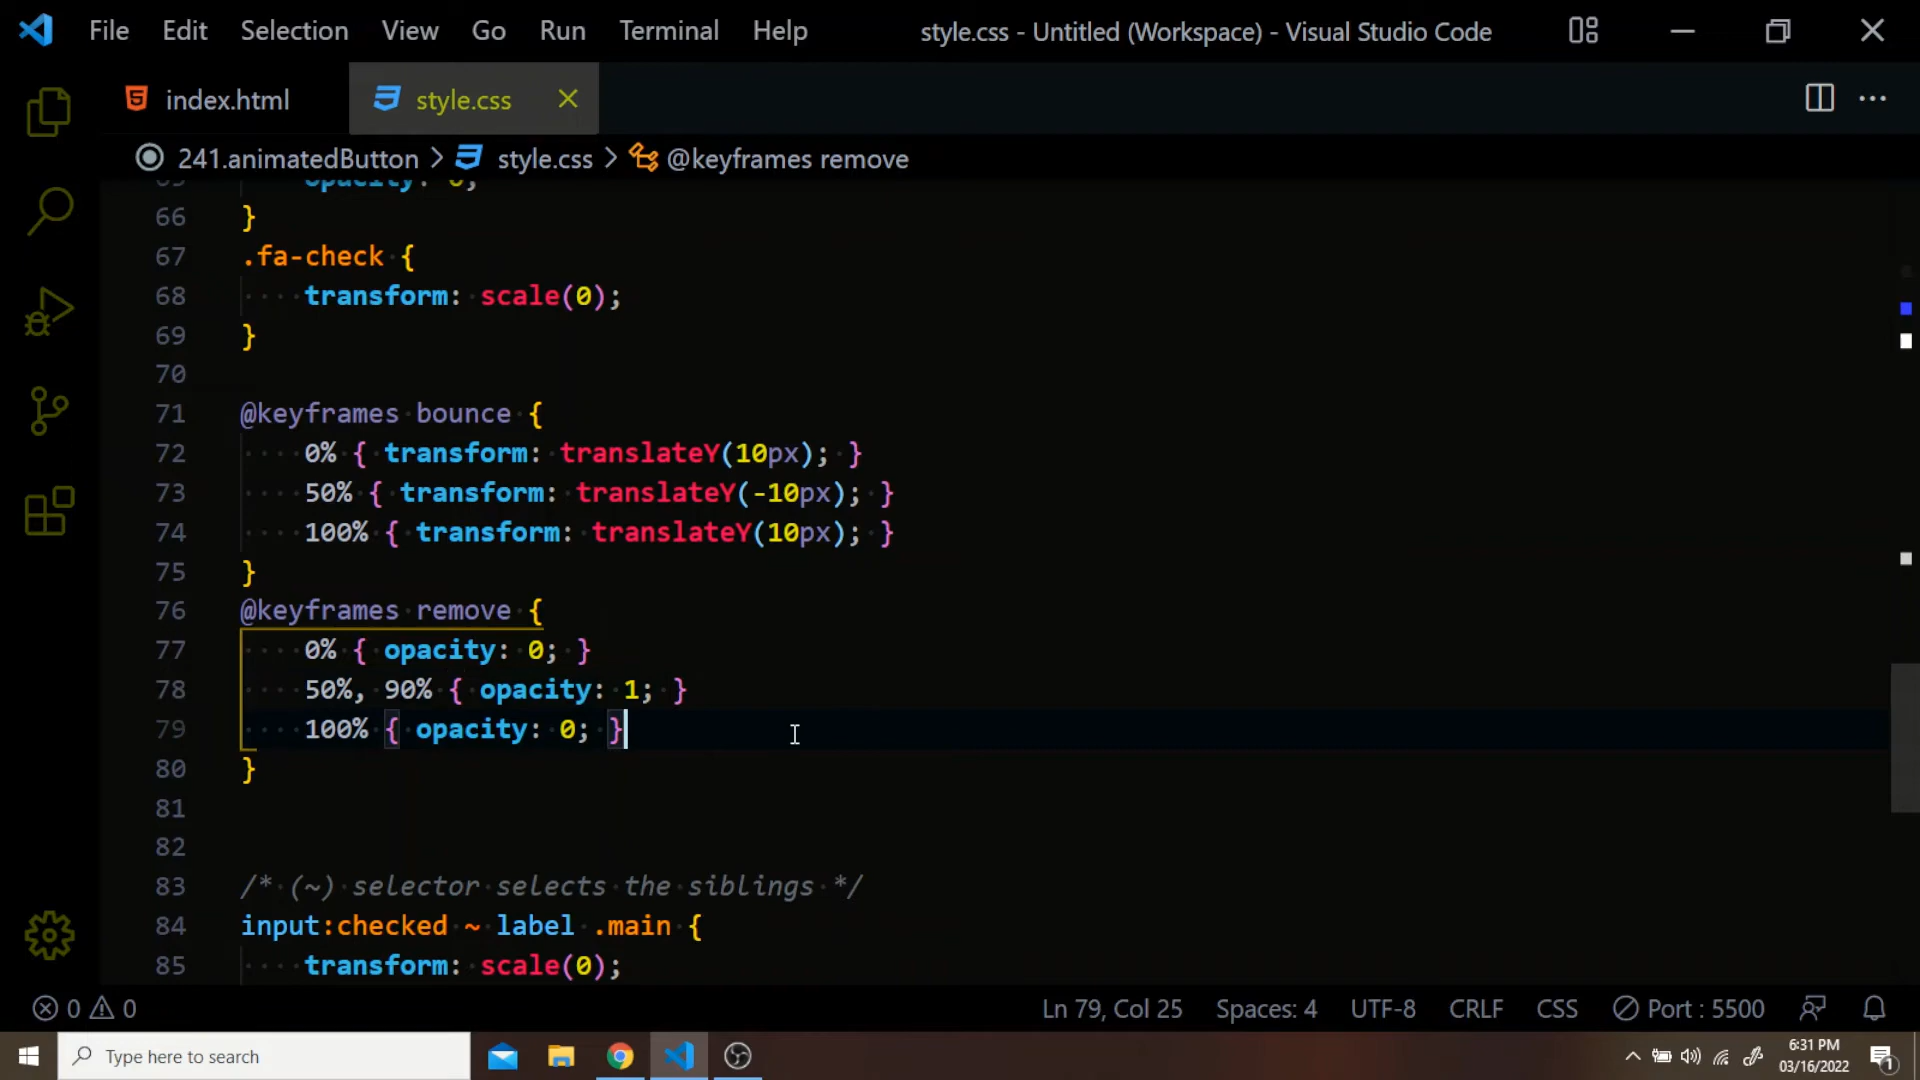 File Edit Selection View Go Run Terminal Help style.css - Untitled (Workspace) - Visual Studio Code
index.html style.css
241.animatedButton > style.css > @keyframes remove
65 opacity: 0;
66 }
67 .fa-check {
68 transform: scale(0);
69 }
70
71 @keyframes bounce {
72 0% { transform: translateY(10px); }
73 50% { transform: translateY(-10px); }
74 100% { transform: translateY(10px); }
75 }
76 @keyframes remove {
77 0% { opacity: 0; }
78 50%, 90% { opacity: 1; }
79 100% { opacity: 0; }
80 }
81
82
83 /* (~) selector selects the siblings */
84 input:checked ~ label .main {
85 transform: scale(0);
0 0 Ln 79, Col 25 Spaces: 4 UTF-8 CRLF CSS Port : 5500
Type here to search
6:31 PM
03/16/2022
1